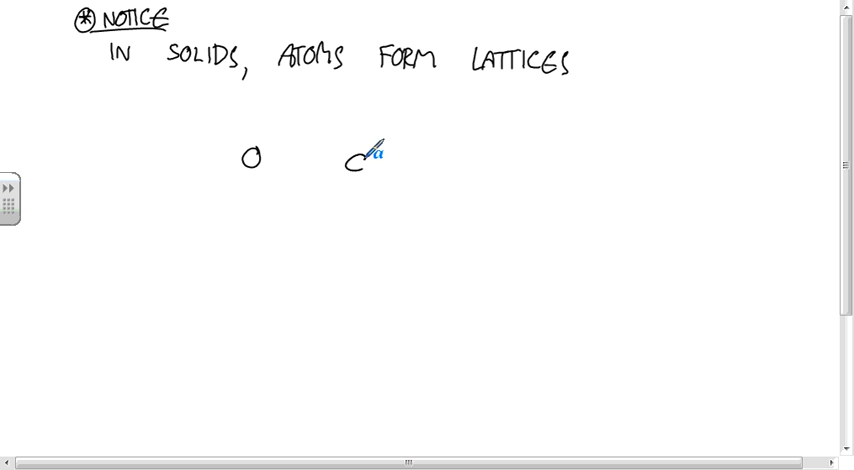 * NOTICE
IN SOLIDS, ATOMS FORM LATTICES